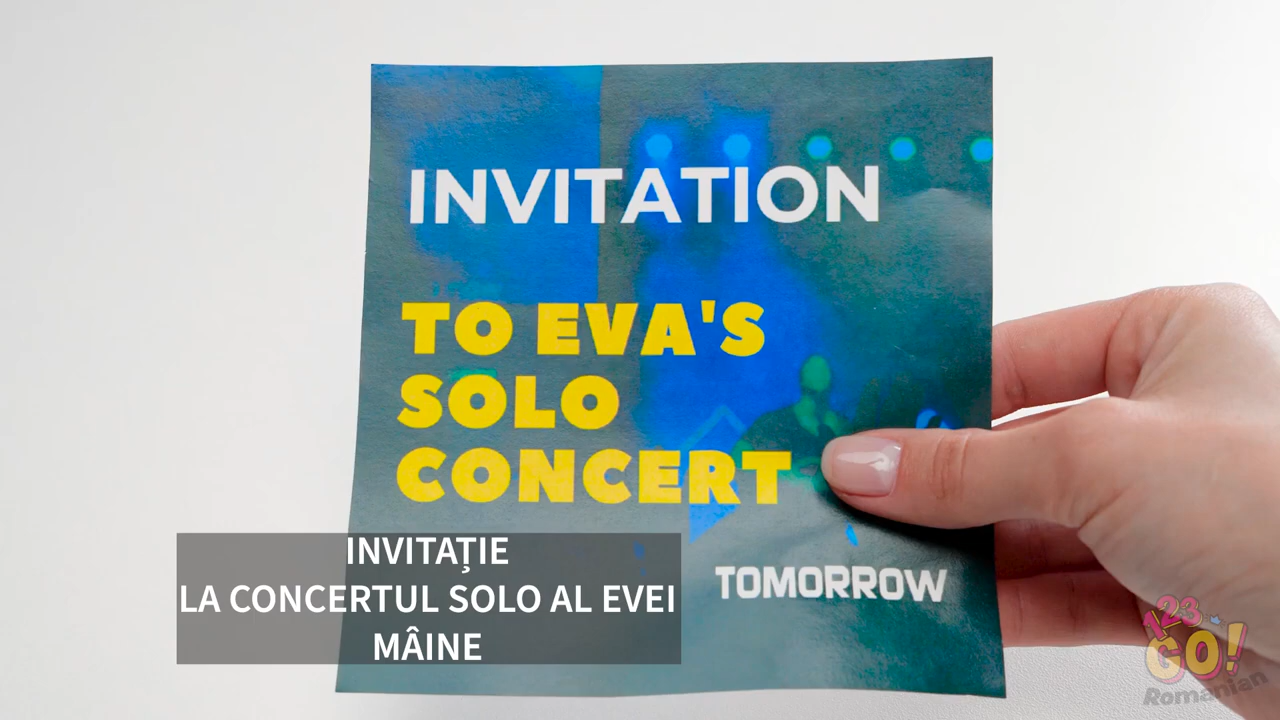 INVITATION
TO EVA'S
SOLO
CONCERT
TOMORROW
INVITAȚIE
LA CONCERTUL SOLO AL EVEI
MÂINE
123
GO!
Romanian